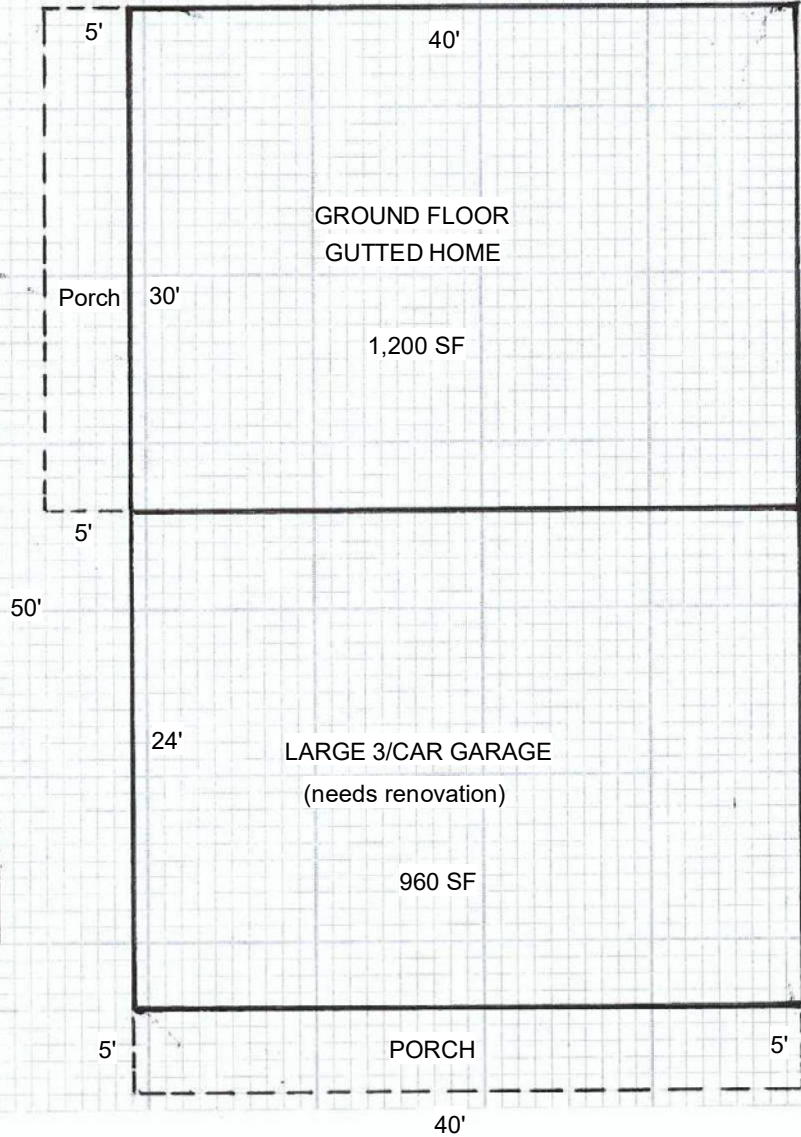 5'
40'
GROUND FLOOR
GUTTED HOME
Porch
30'
1,200 SF
5'
50'
24'
LARGE 3/CAR GARAGE
(needs renovation)
960 SF
5'
PORCH
5'
40'